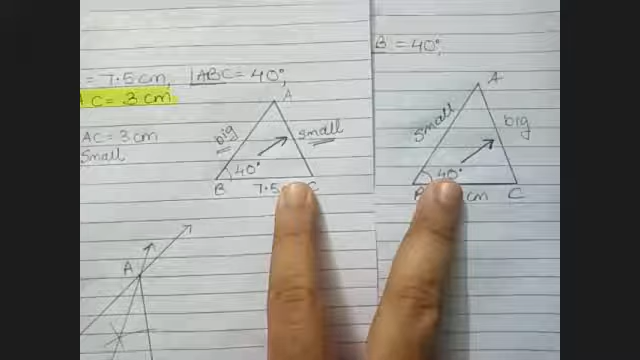 = 7.5 cm, ∠ABC = 40°,
AC = 3 cm
AC = 3 cm
Small
A
big
small
40°
B 7.5 C
A
B = 40°,
A
small
big
40°
cm C